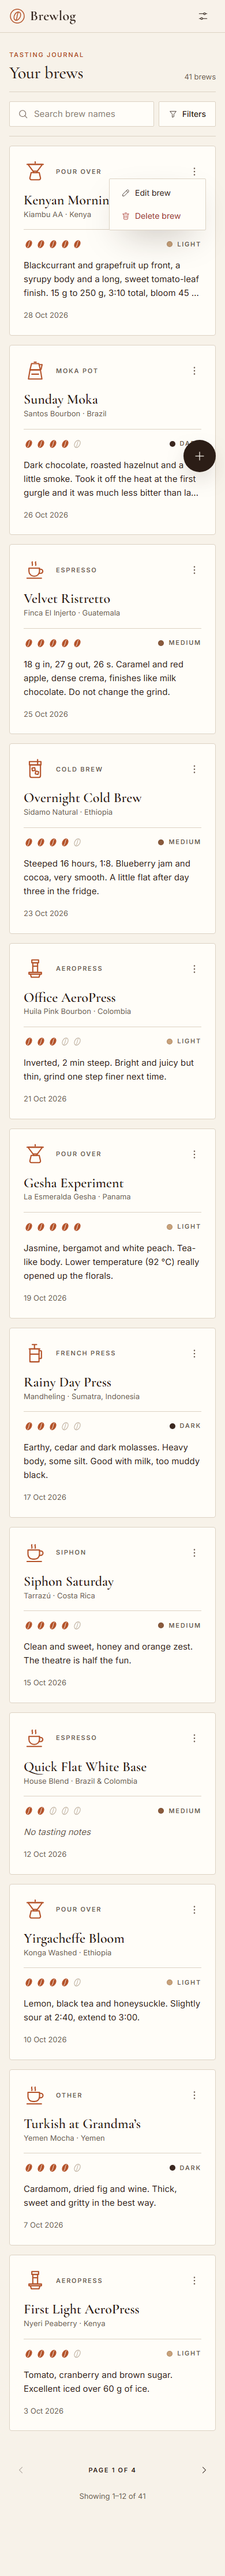 Brewlog
TASTING JOURNAL
Your brews
41 brews
Search brew names
Filters
POUR OVER
Edit brew
Delete brew
Kenyan Mornin
Kiambu AA · Kenya
LIGHT
Blackcurrant and grapefruit up front, a
syrupy body and a long, sweet tomato-leaf
finish. 15 g to 250 g, 3:10 total, bloom 45 ...
28 Oct 2026
MOKA POT
Sunday Moka
Santos Bourbon · Brazil
Dark chocolate, roasted hazelnut and a
little smoke. Took it off the heat at the first
gurgle and it was much less bitter than la...
26 Oct 2026
ESPRESSO
Velvet Ristretto
Finca El Injerto · Guatemala
MEDIUM
18 g in, 27 g out, 26 s. Caramel and red
apple, dense crema, finishes like milk
chocolate. Do not change the grind.
25 Oct 2026
COLD BREW
Overnight Cold Brew
Sidamo Natural · Ethiopia
MEDIUM
Steeped 16 hours, 1:8. Blueberry jam and
cocoa, very smooth. A little flat after day
three in the fridge.
23 Oct 2026
AEROPRESS
Office AeroPress
Huila Pink Bourbon · Colombia
LIGHT
Inverted, 2 min steep. Bright and juicy but
thin, grind one step finer next time.
21 Oct 2026
POUR OVER
Gesha Experiment
La Esmeralda Gesha · Panama
LIGHT
Jasmine, bergamot and white peach. Tea-
like body. Lower temperature (92 °C) really
opened up the florals.
19 Oct 2026
FRENCH PRESS
Rainy Day Press
Mandheling · Sumatra, Indonesia
DARK
Earthy, cedar and dark molasses. Heavy
body, some silt. Good with milk, too muddy
black.
17 Oct 2026
SIPHON
Siphon Saturday
Tarrazú · Costa Rica
MEDIUM
Clean and sweet, honey and orange zest.
The theatre is half the fun.
15 Oct 2026
ESPRESSO
Quick Flat White Base
House Blend · Brazil & Colombia
MEDIUM
No tasting notes
12 Oct 2026
POUR OVER
Yirgacheffe Bloom
Konga Washed · Ethiopia
LIGHT
Lemon, black tea and honeysuckle. Slightly
sour at 2:40, extend to 3:00.
10 Oct 2026
OTHER
Turkish at Grandma's
Yemen Mocha · Yemen
DARK
Cardamom, dried fig and wine. Thick,
sweet and gritty in the best way.
7 Oct 2026
AEROPRESS
First Light AeroPress
Nyeri Peaberry · Kenya
LIGHT
Tomato, cranberry and brown sugar.
Excellent iced over 60 g of ice.
3 Oct 2026
PAGE 1 OF 4
Showing 1–12 of 41